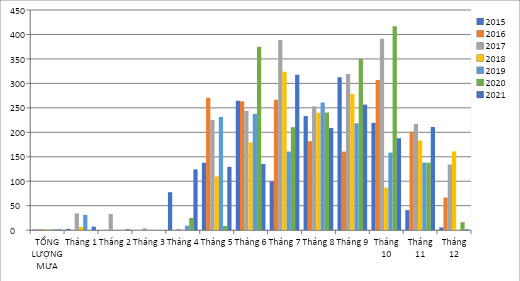 450
400
350
300
250
200
150
100
50
0
TỔNG LƯỢNG MƯA
Tháng 1
Tháng 2
Tháng 3
Tháng 4
Tháng 5
Tháng 6
Tháng 7
Tháng 8
Tháng 9
Tháng 10
Tháng 11
Tháng 12
2015
2016
2017
2018
2019
2020
2021